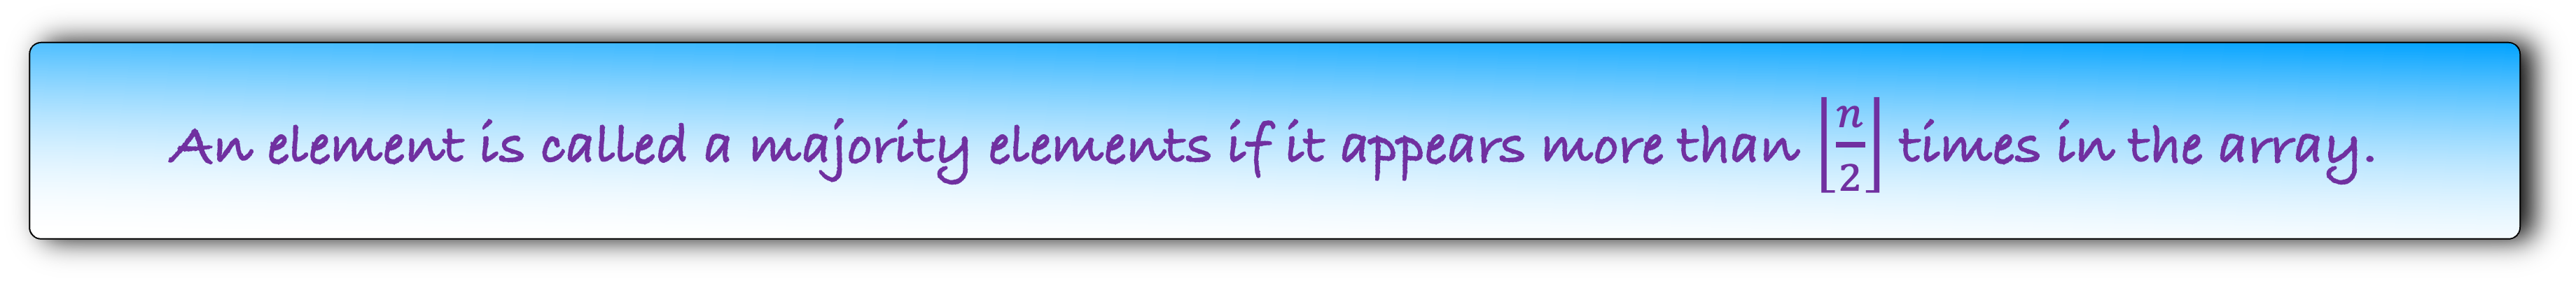 An element is called a majority elements if it appears more than ⌊n/2⌋ times in the array.